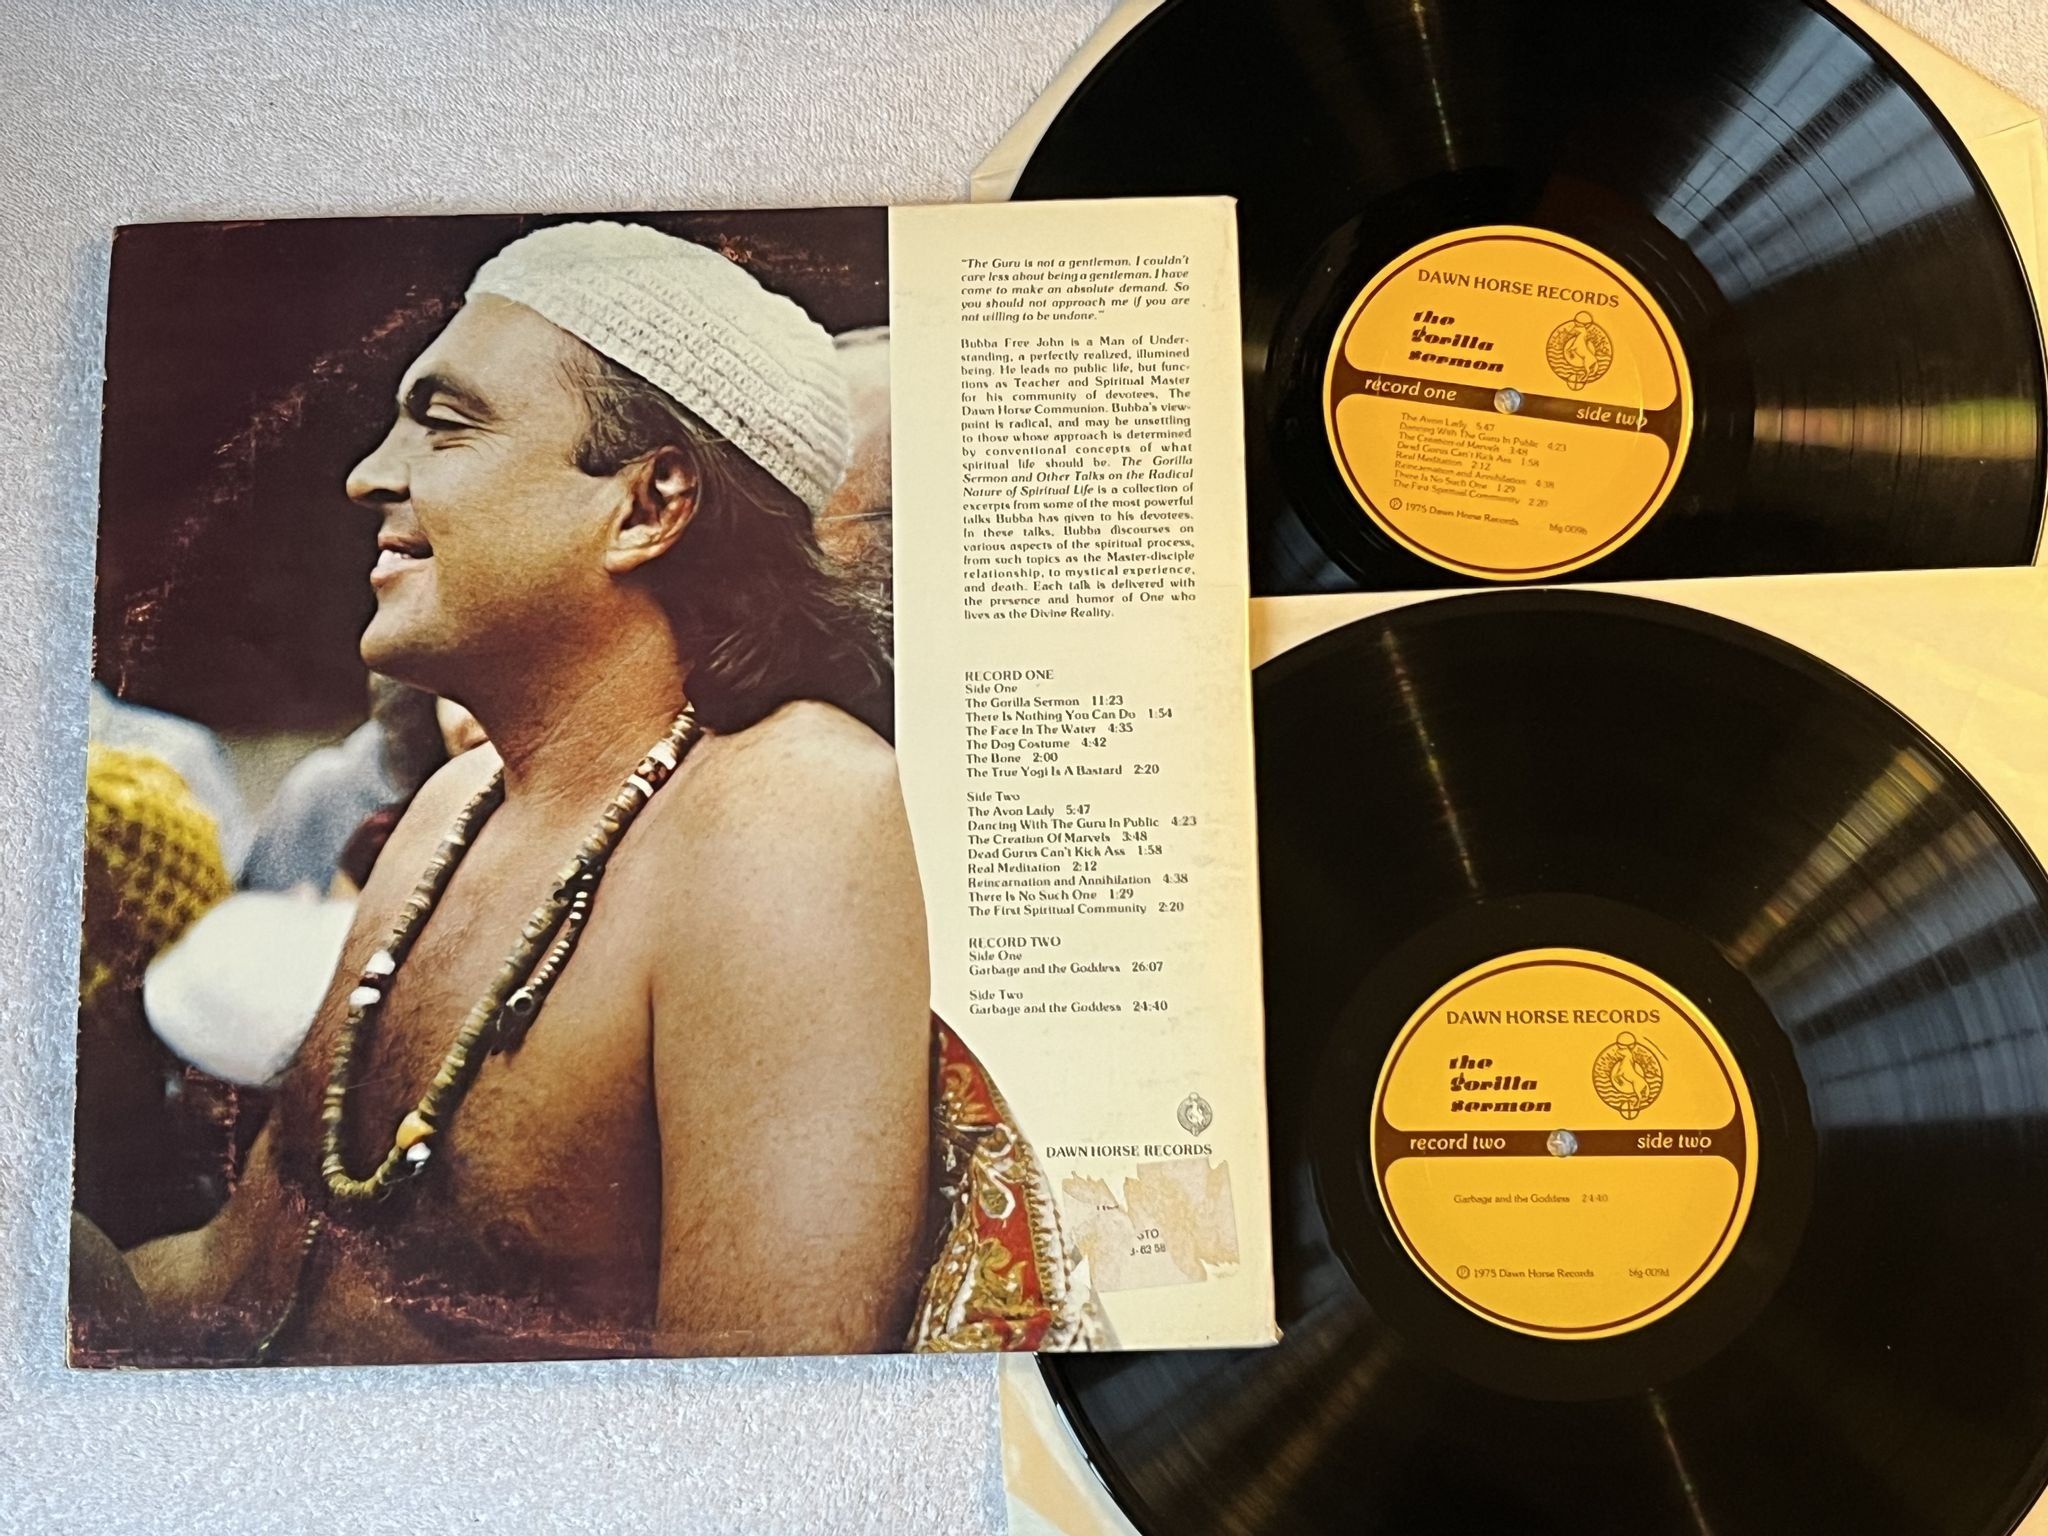 "The Guru is not a gentleman. I couldn't
care less about being a gentleman. I have
come to make an absolute demand. So
you should not approach me if you are
not willing to be undone."
Bubba Free John is a Man of Under-
standing, a perfectly realized, illumined
being. He leads no public life, but func-
tions as Teacher and Spiritual Master
for his community of devotees, The
Dawn Horse Communion. Bubba's view-
point is radical, and may be unsettling
to those whose approach is determined
by conventional concepts of what
spiritual life should be. The Gorilla
Sermon and Other Talks on the Radical
Nature of Spiritual Life is a collection of
excerpts from some of the most powerful
talks Bubba has given to his devotees.
In these talks, Bubba discourses on
various aspects of the spiritual process,
from such topics as the Master-disciple
relationship, to mystical experience,
and death. Each talk is delivered with
the presence and humor of One who
lives as the Divine Reality.
RECORD ONE
Side One
The Gorilla Sermon 11:23
There Is Nothing You Can Do 1:54
The Face In The Water 4:35
The Dog Costume 4:42
The Bone 2:00
The True Yogi Is A Bastard 2:20
Side Two
The Avon Lady 5:47
Dancing With The Guru In Public 4:23
The Creation Of Marvels 3:48
Dead Gurus Can't Kick Ass 1:58
Real Meditation 2:12
Reincarnation and Annihilation 4:38
There Is No Such One 1:29
The First Spiritual Community 2:20
RECORD TWO
Side One
Garbage and the Goddess 26:07
Side Two
Garbage and the Goddess 24:40
DAWN HORSE RECORDS
STO
3-62 58
DAWN HORSE RECORDS
the
gorilla
sermon
record one side two
The Avon Lady 5:47
Dancing With The Guru In Public 4:23
The Creation of Marvels 3:48
Dead Gurus Can't Kick Ass 1:58
Real Meditation 2:12
Reincarnation and Annihilation 4:38
There Is No Such One 1:29
The First Spiritual Community 2:20
℗ 1975 Dawn Horse Records bfg-009b
DAWN HORSE RECORDS
the
gorilla
sermon
record two side two
Garbage and the Goddess 24:40
℗ 1975 Dawn Horse Records bfg-009d